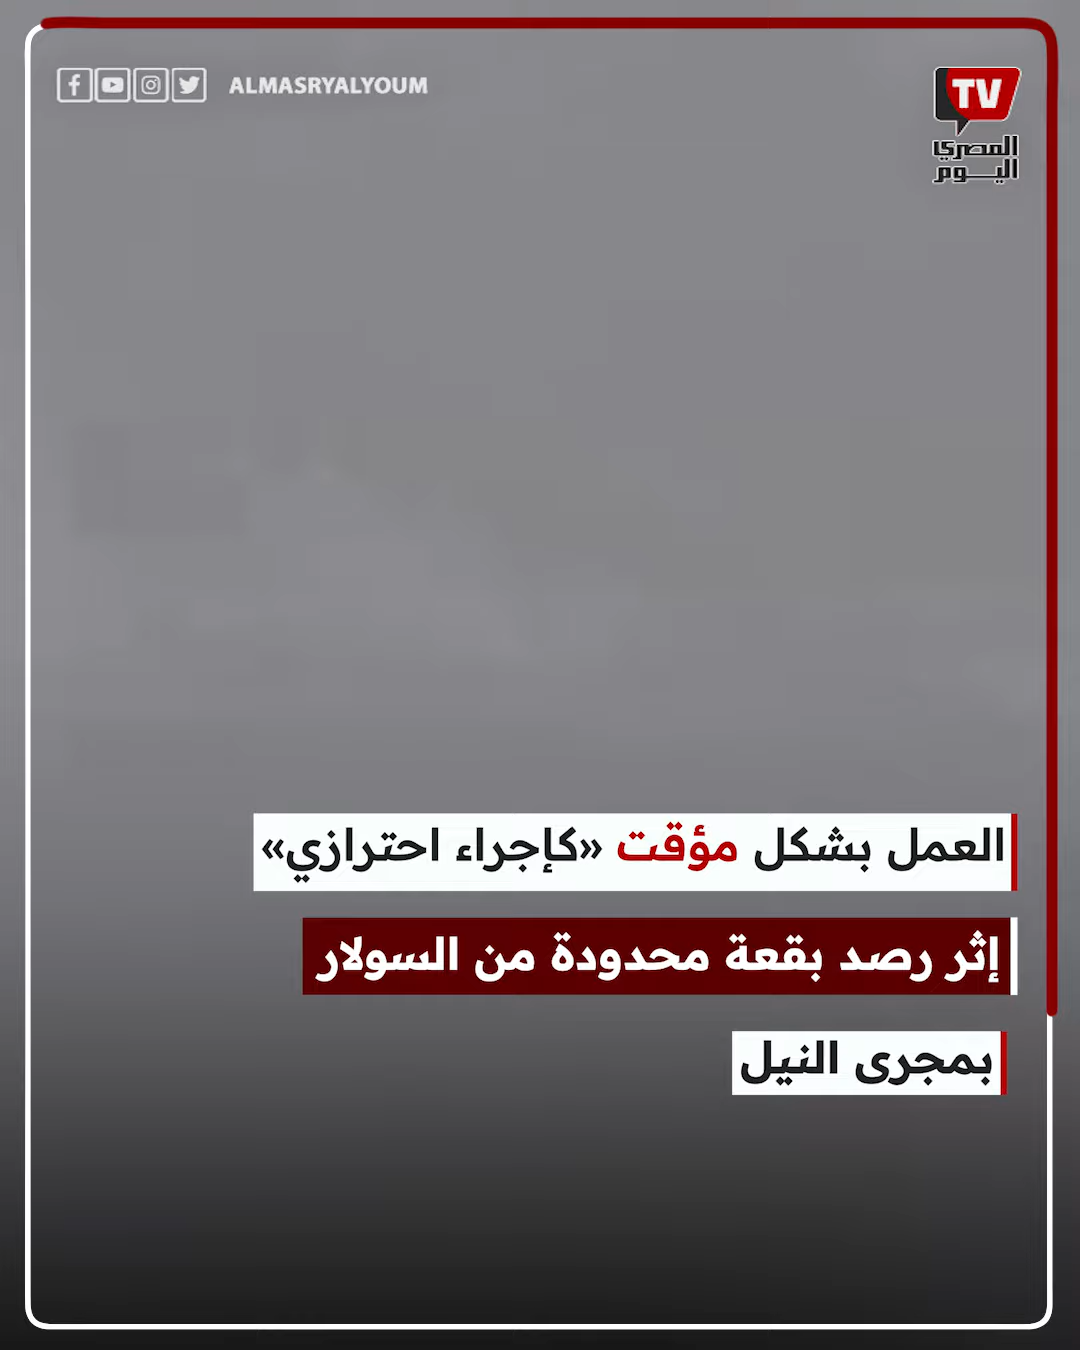 ALMASRYALYOUM
TV
المصري
اليوم
العمل بشكل مؤقت «كإجراء احترازي»
إثر رصد بقعة محدودة من السولار
بمجرى النيل